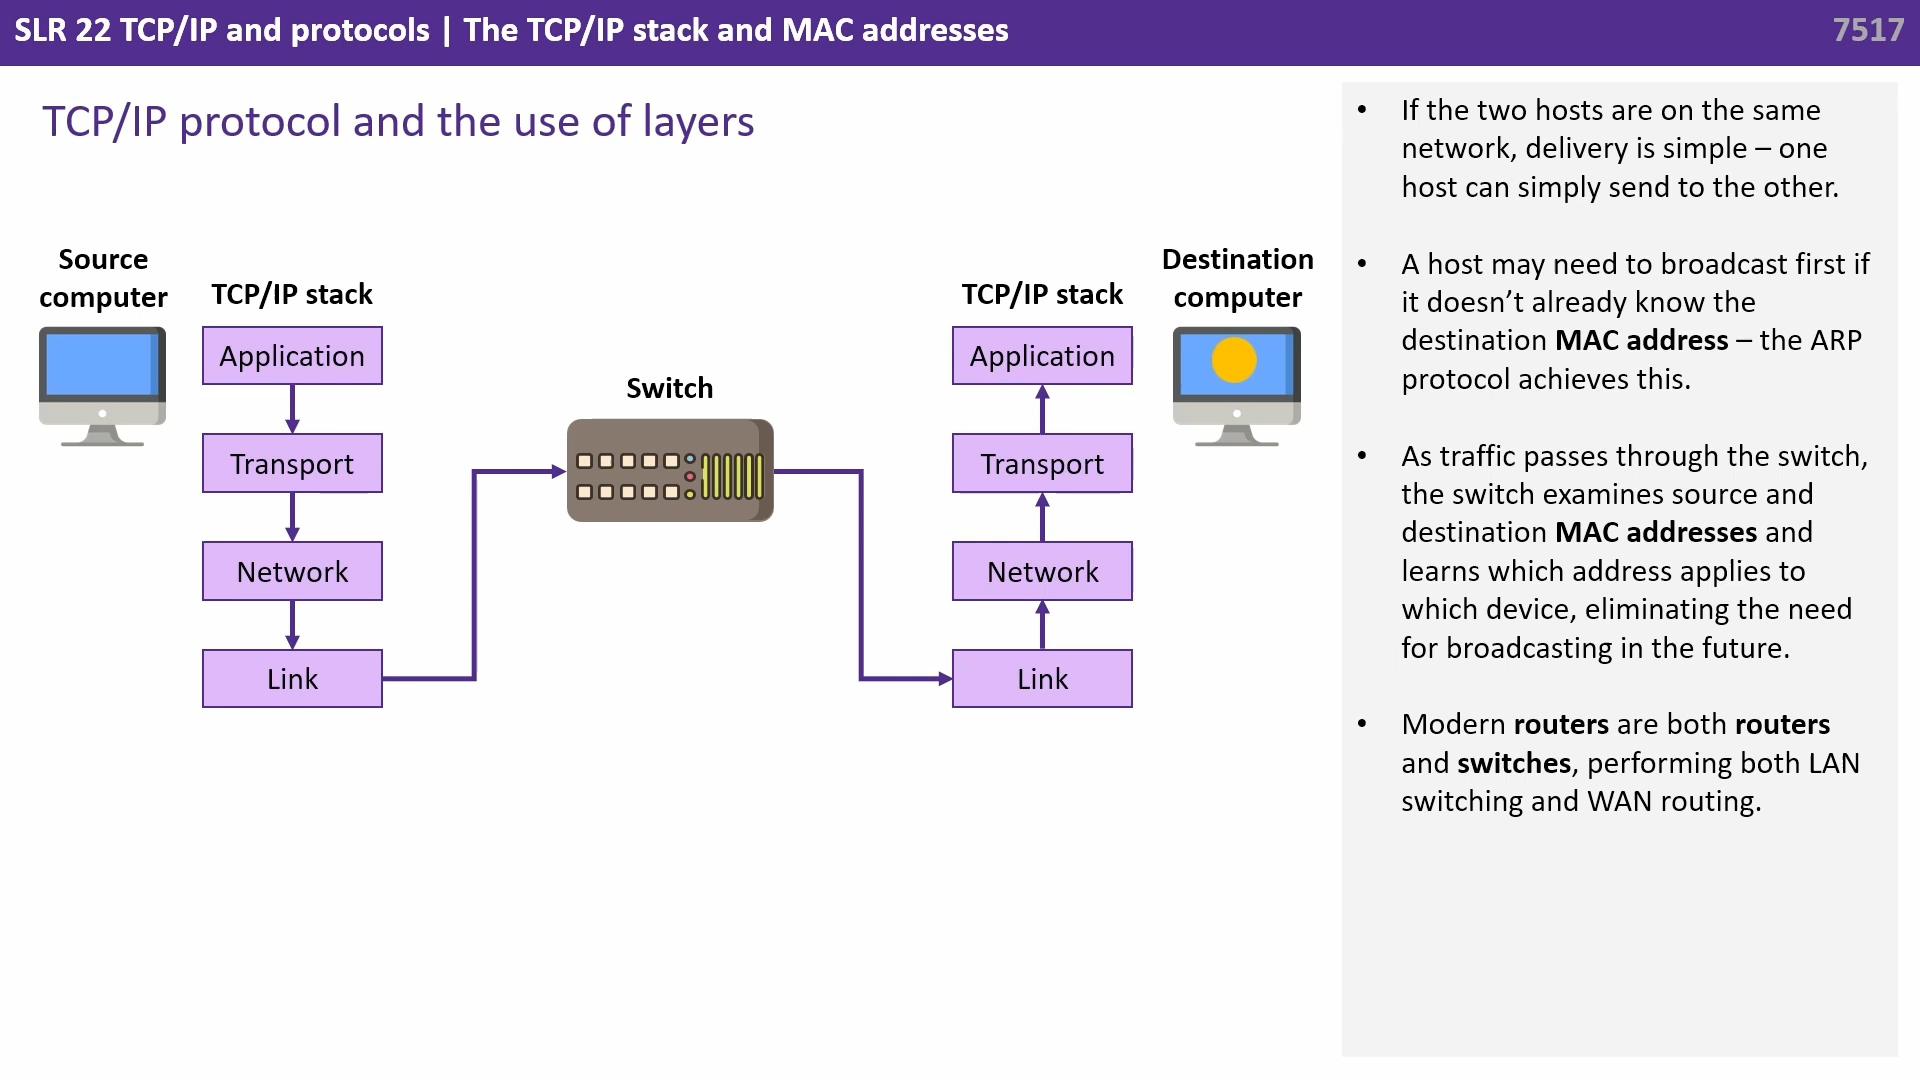 SLR 22 TCP/IP and protocols | The TCP/IP stack and MAC addresses
7517
TCP/IP protocol and the use of layers
Source
computer
TCP/IP stack
Application
Transport
Network
Link
Switch
TCP/IP stack
Application
Transport
Network
Link
Destination
computer
• If the two hosts are on the same
network, delivery is simple – one
host can simply send to the other.
• A host may need to broadcast first if
it doesn’t already know the
destination MAC address – the ARP
protocol achieves this.
• As traffic passes through the switch,
the switch examines source and
destination MAC addresses and
learns which address applies to
which device, eliminating the need
for broadcasting in the future.
• Modern routers are both routers
and switches, performing both LAN
switching and WAN routing.